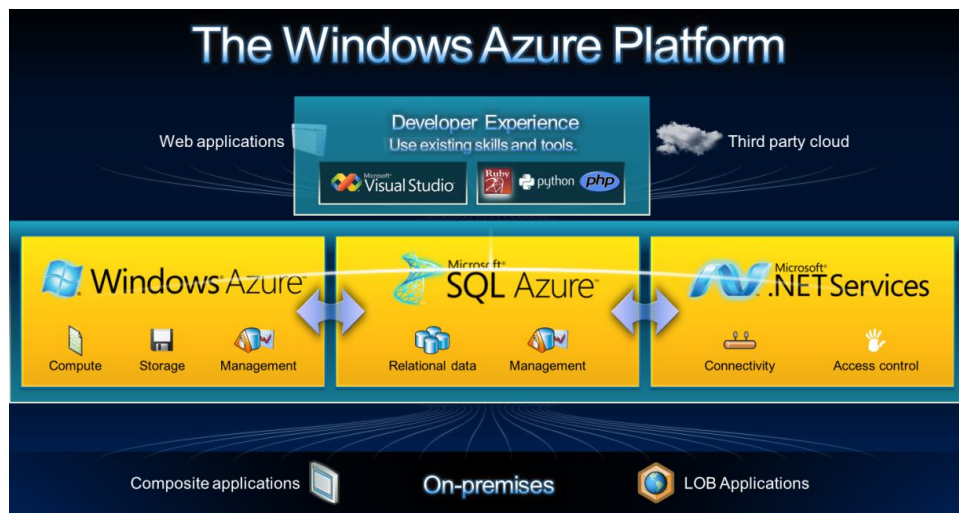 The Windows Azure Platform
Developer Experience
Use existing skills and tools.
Web applications
Third party cloud
Microsoft®
Visual Studio®
Ruby
python
php
Windows® Azure™
Microsoft®
SQL Azure™
Microsoft®
.NET Services
Compute
Storage
Management
Relational data
Management
Connectivity
Access control
Composite applications
On-premises
LOB Applications